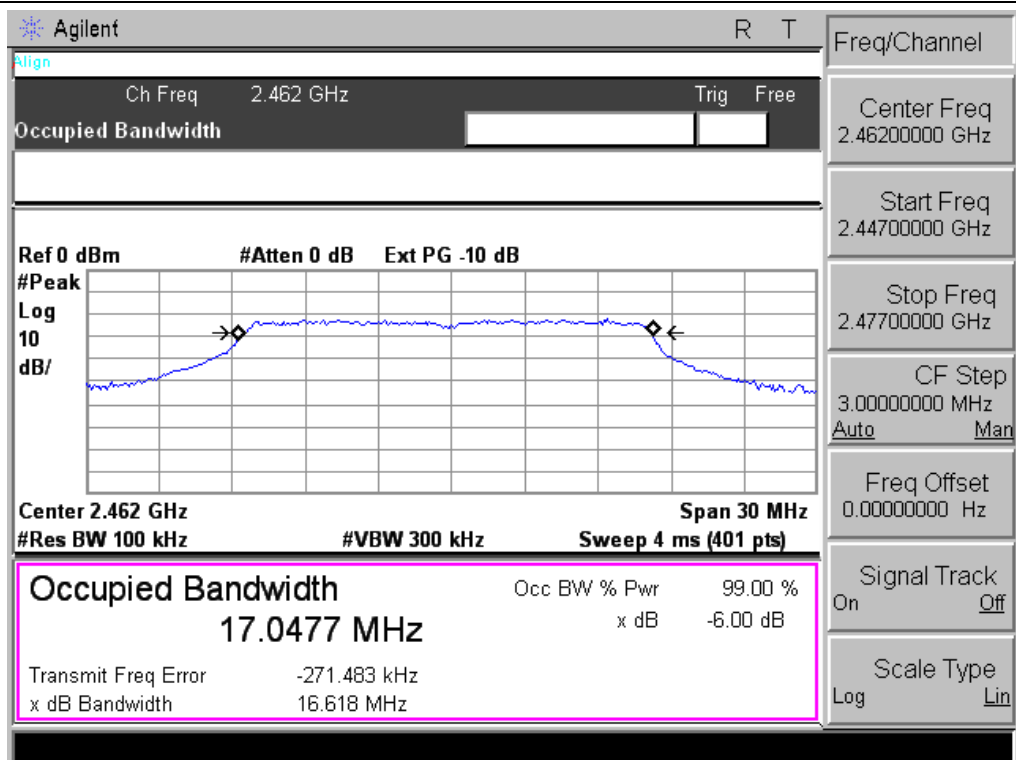 Agilent R T
Align
Ch Freq 2.462 GHz Trig Free
Occupied Bandwidth
Ref 0 dBm #Atten 0 dB Ext PG -10 dB
#Peak
Log
10
dB/
Center 2.462 GHz Span 30 MHz
#Res BW 100 kHz #VBW 300 kHz Sweep 4 ms (401 pts)
Occupied Bandwidth Occ BW % Pwr 99.00 %
17.0477 MHz x dB -6.00 dB
Transmit Freq Error -271.483 kHz
x dB Bandwidth 16.618 MHz
Freq/Channel
Center Freq
2.46200000 GHz
Start Freq
2.44700000 GHz
Stop Freq
2.47700000 GHz
CF Step
3.00000000 MHz
Auto Man
Freq Offset
0.00000000 Hz
Signal Track
On Off
Scale Type
Log Lin